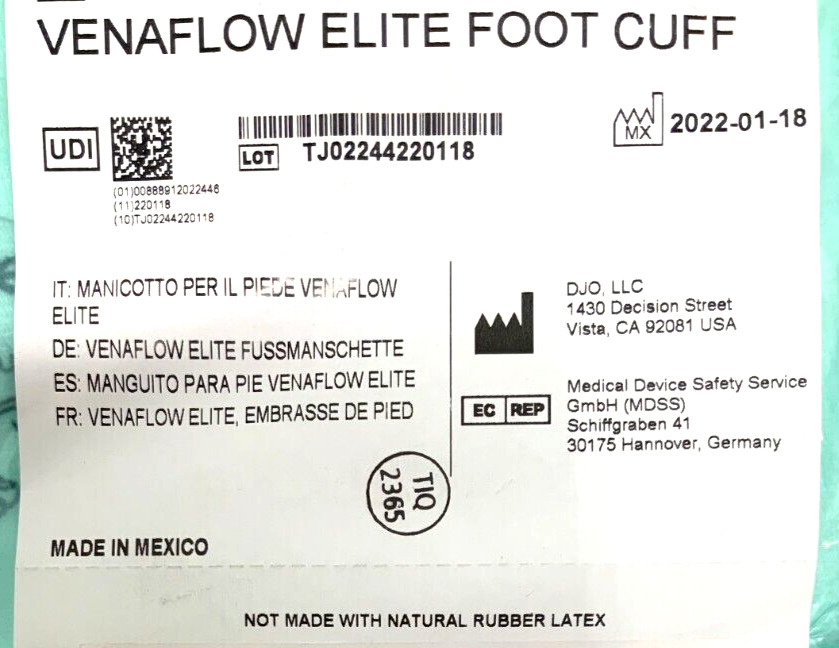 VENAFLOW ELITE FOOT CUFF
UDI
(01)00888912022446
(11)220118
(10)TJ02244220118
LOT TJ02244220118
MX 2022-01-18
IT: MANICOTTO PER IL PIEDE VENAFLOW
ELITE
DE: VENAFLOW ELITE FUSSMANSCHETTE
ES: MANGUITO PARA PIE VENAFLOW ELITE
FR: VENAFLOW ELITE, EMBRASSE DE PIED
DJO, LLC
1430 Decision Street
Vista, CA 92081 USA
EC REP
Medical Device Safety Service
GmbH (MDSS)
Schiffgraben 41
30175 Hannover, Germany
TIQ
2365
MADE IN MEXICO
NOT MADE WITH NATURAL RUBBER LATEX